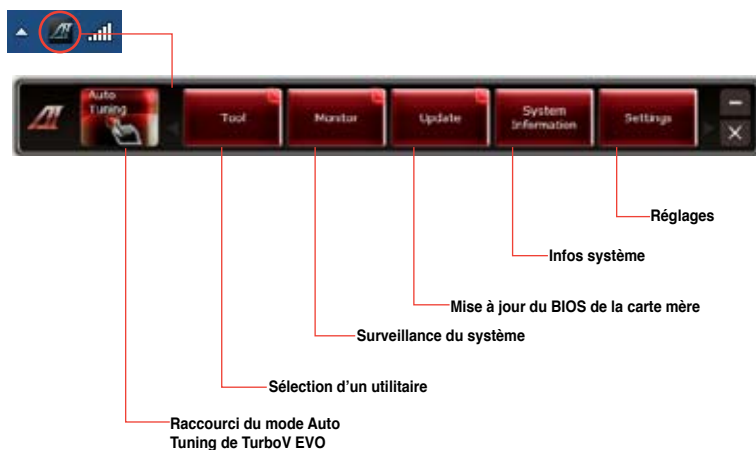 Auto
Tuning
Tool
Monitor
Update
System
Information
Settings
Réglages
Infos système
Mise à jour du BIOS de la carte mère
Surveillance du système
Sélection d'un utilitaire
Raccourci du mode Auto
Tuning de TurboV EVO